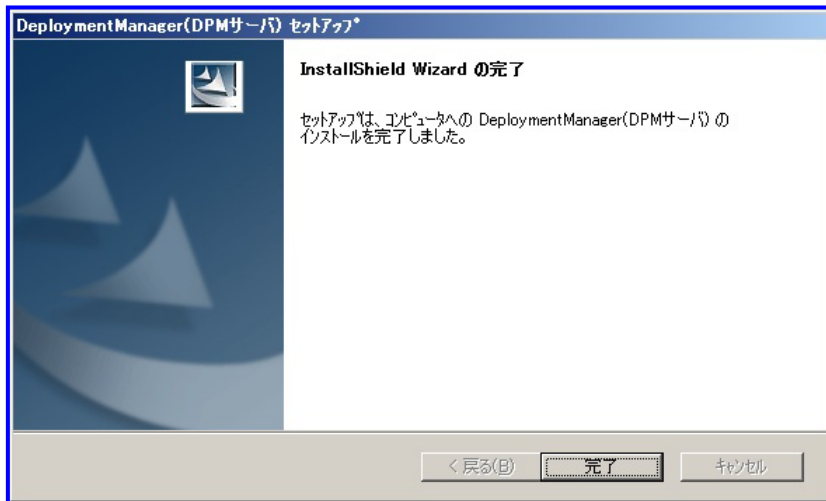 DeploymentManager(DPMサーバ) セットアップ
InstallShield Wizard の完了
セットアップは、コンピュータへの DeploymentManager(DPMサーバ) の
インストールを完了しました。
< 戻る(B)
完了
キャンセル